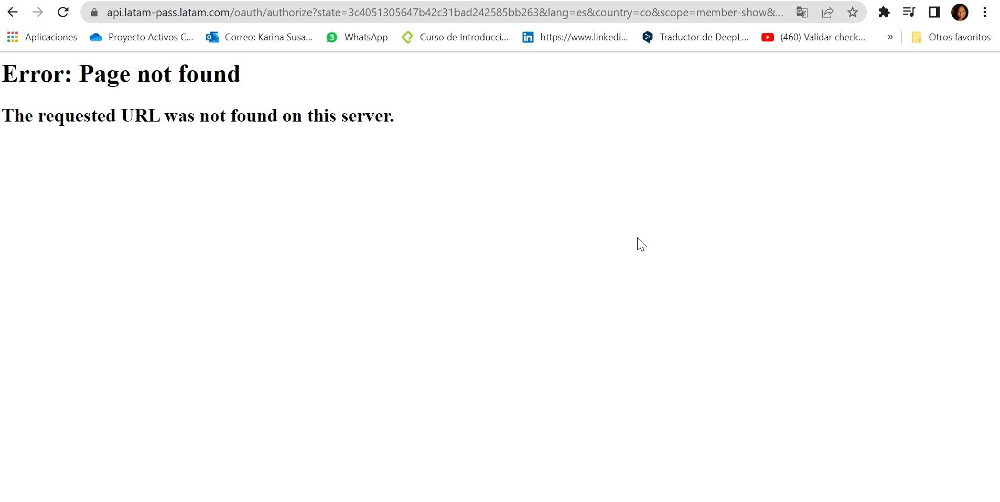 api.latam-pass.latam.com/oauth/authorize?state=3c4051305647b42c31bad242585bb263&lang=es&country=co&scope=member-show&...
Aplicaciones Proyecto Activos C... Correo: Karina Susa... 3 WhatsApp Curso de Introducci... in https://www.linkedi... Traductor de DeepL... (460) Validar check... » Otros favoritos
Error: Page not found
The requested URL was not found on this server.